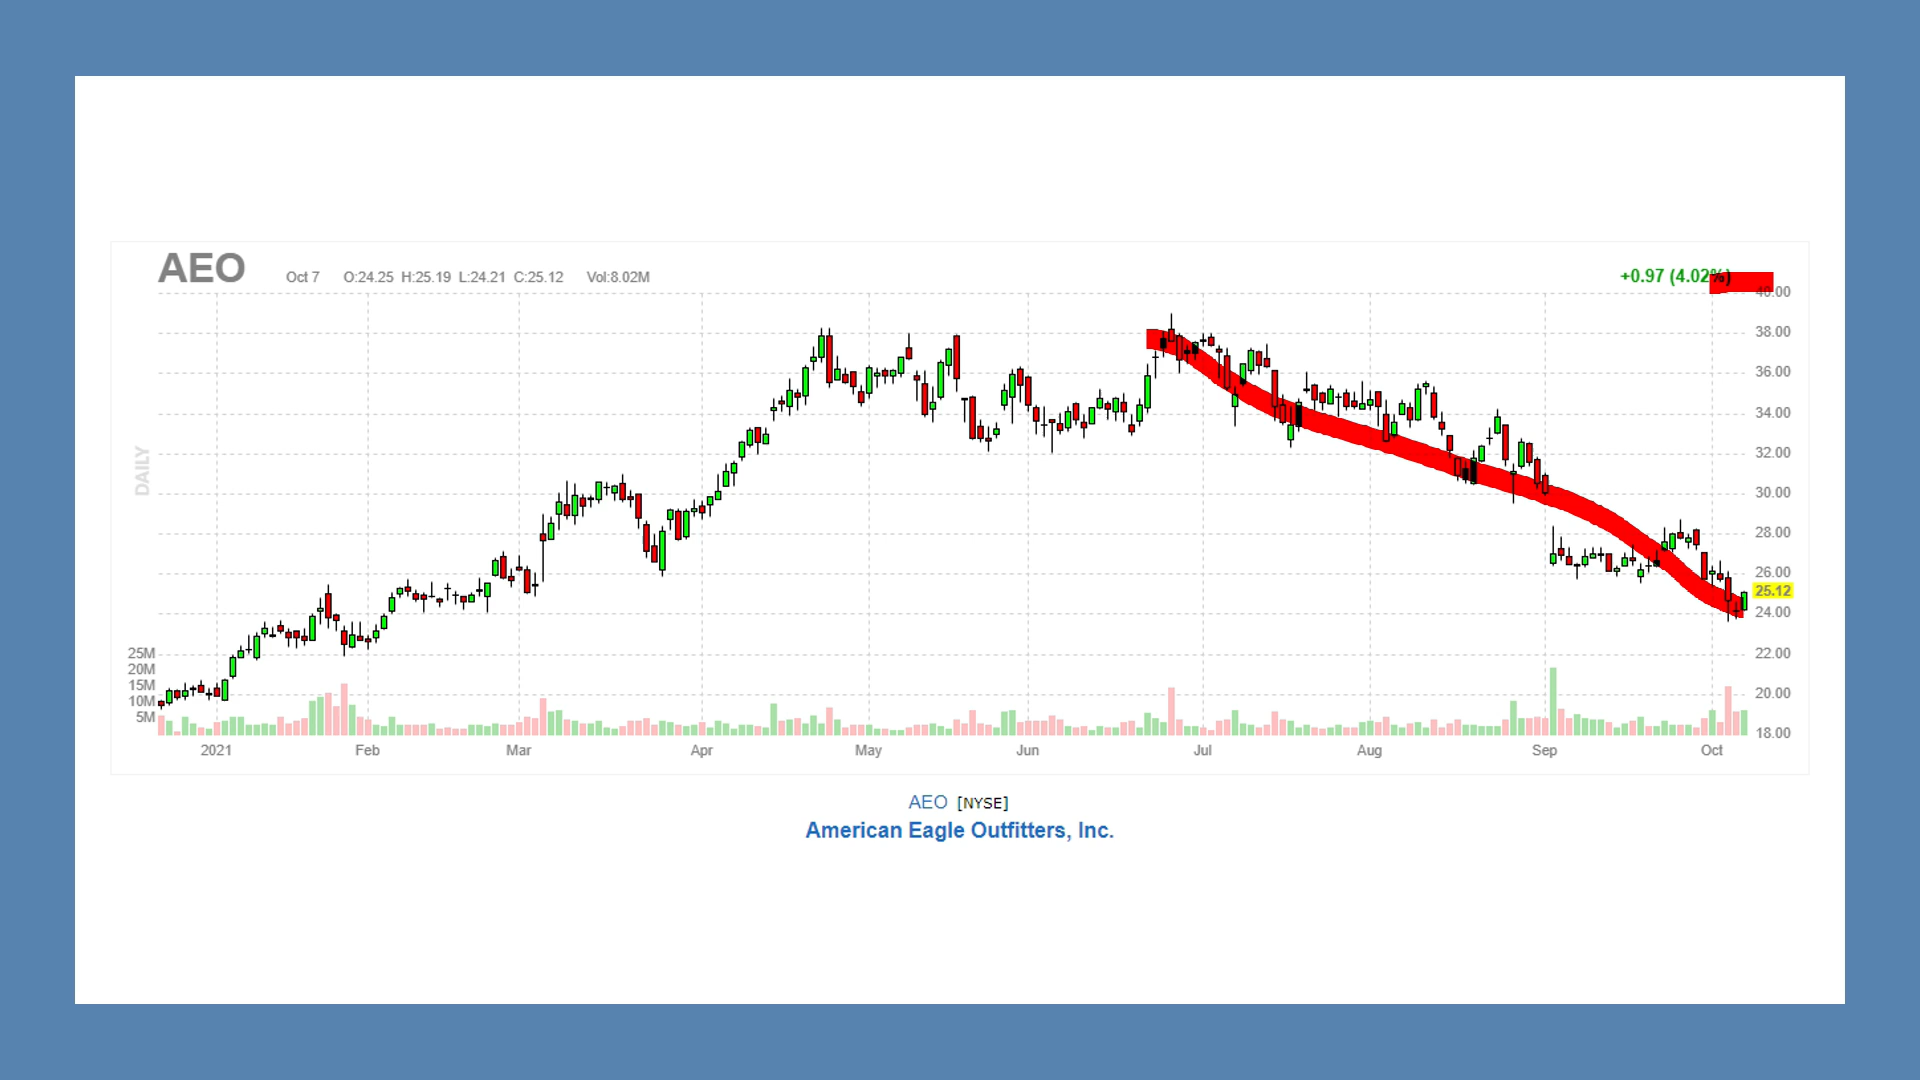 AEO Oct 7 O:24.25 H:25.19 L:24.21 C:25.12 Vol:8.02M +0.97 (4.02%)
40.00
38.00
36.00
34.00
32.00
30.00
28.00
26.00
25.12
24.00
22.00
20.00
18.00
DAILY
25M
20M
15M
10M
5M
2021 Feb Mar Apr May Jun Jul Aug Sep Oct
AEO [NYSE]
American Eagle Outfitters, Inc.